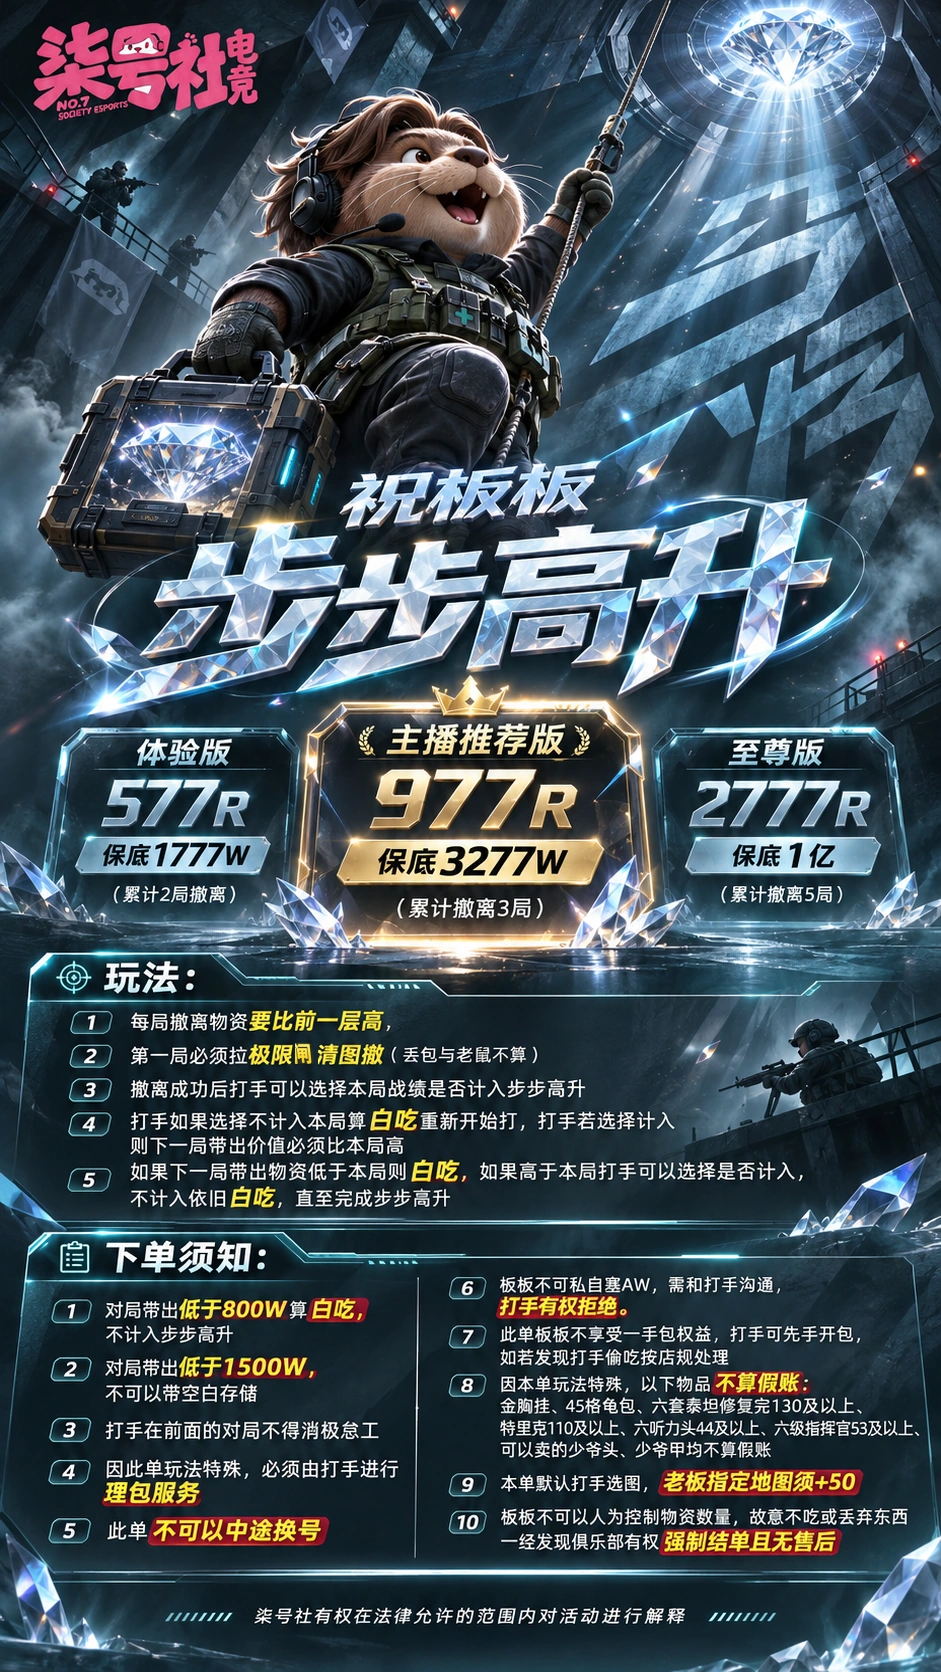 柒号社电竞
NO.7
SOCIETY ESPORTS
祝板板
步步高升
体验版
577R
保底1777W
(累计2局撤离)
主播推荐版
977R
保底3277W
(累计撤离3局)
至尊版
2777R
保底1亿
(累计撤离5局)
玩法:
1 每局撤离物资要比前一层高,
2 第一局必须拉极限闸 清图撤(丢包与老鼠不算)
3 撤离成功后打手可以选择本局战绩是否计入步步高升
4 打手如果选择不计入本局算白吃重新开始打,打手若选择计入
则下一局带出价值必须比本局高
5 如果下一局带出物资低于本局则白吃,如果高于本局打手可以选择是否计入,
不计入依旧白吃,直至完成步步高升
下单须知:
1 对局带出低于800W算白吃,
不计入步步高升
2 对局带出低于1500W,
不可以带空白存储
3 打手在前面的对局不得消极怠工
4 因此单玩法特殊,必须由打手进行
理包服务
5 此单不可以中途换号
6 板板不可私自塞AW,需和打手沟通,
打手有权拒绝。
7 此单板板不享受一手包权益,打手可先手开包,
如若发现打手偷吃按店规处理
8 因本单玩法特殊,以下物品不算假账:
金胸挂、45格龟包、六套泰坦修复完130及以上、
特里克110及以上、六听力头44及以上、六级指挥官53及以上、
可以卖的少爷头、少爷甲均不算假账
9 本单默认打手选图,老板指定地图须+50
10 板板不可以人为控制物资数量,故意不吃或丢弃东西
一经发现俱乐部有权强制结单且无售后
柒号社有权在法律允许的范围内对活动进行解释